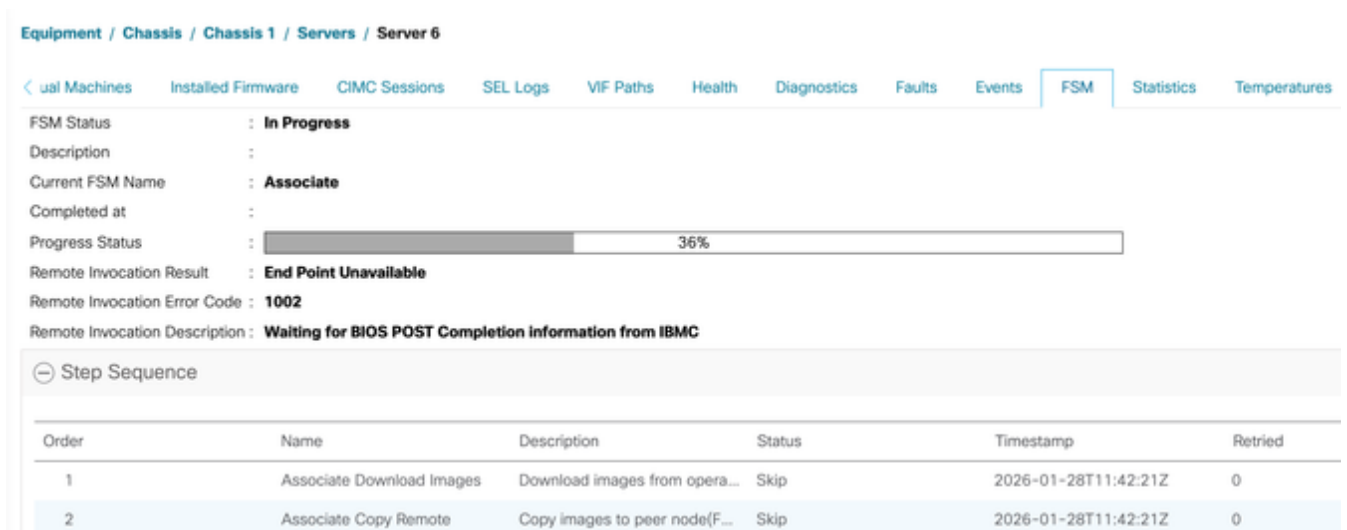 Equipment / Chassis / Chassis 1 / Servers / Server 6
ual Machines Installed Firmware CIMC Sessions SEL Logs VIF Paths Health Diagnostics Faults Events FSM Statistics Temperatures
FSM Status : In Progress
Description :
Current FSM Name : Associate
Completed at :
Progress Status : 36%
Remote Invocation Result : End Point Unavailable
Remote Invocation Error Code : 1002
Remote Invocation Description : Waiting for BIOS POST Completion information from IBMC
Step Sequence
Order Name Description Status Timestamp Retried
1 Associate Download Images Download images from opera... Skip 2026-01-28T11:42:21Z 0
2 Associate Copy Remote Copy images to peer node(F... Skip 2026-01-28T11:42:21Z 0